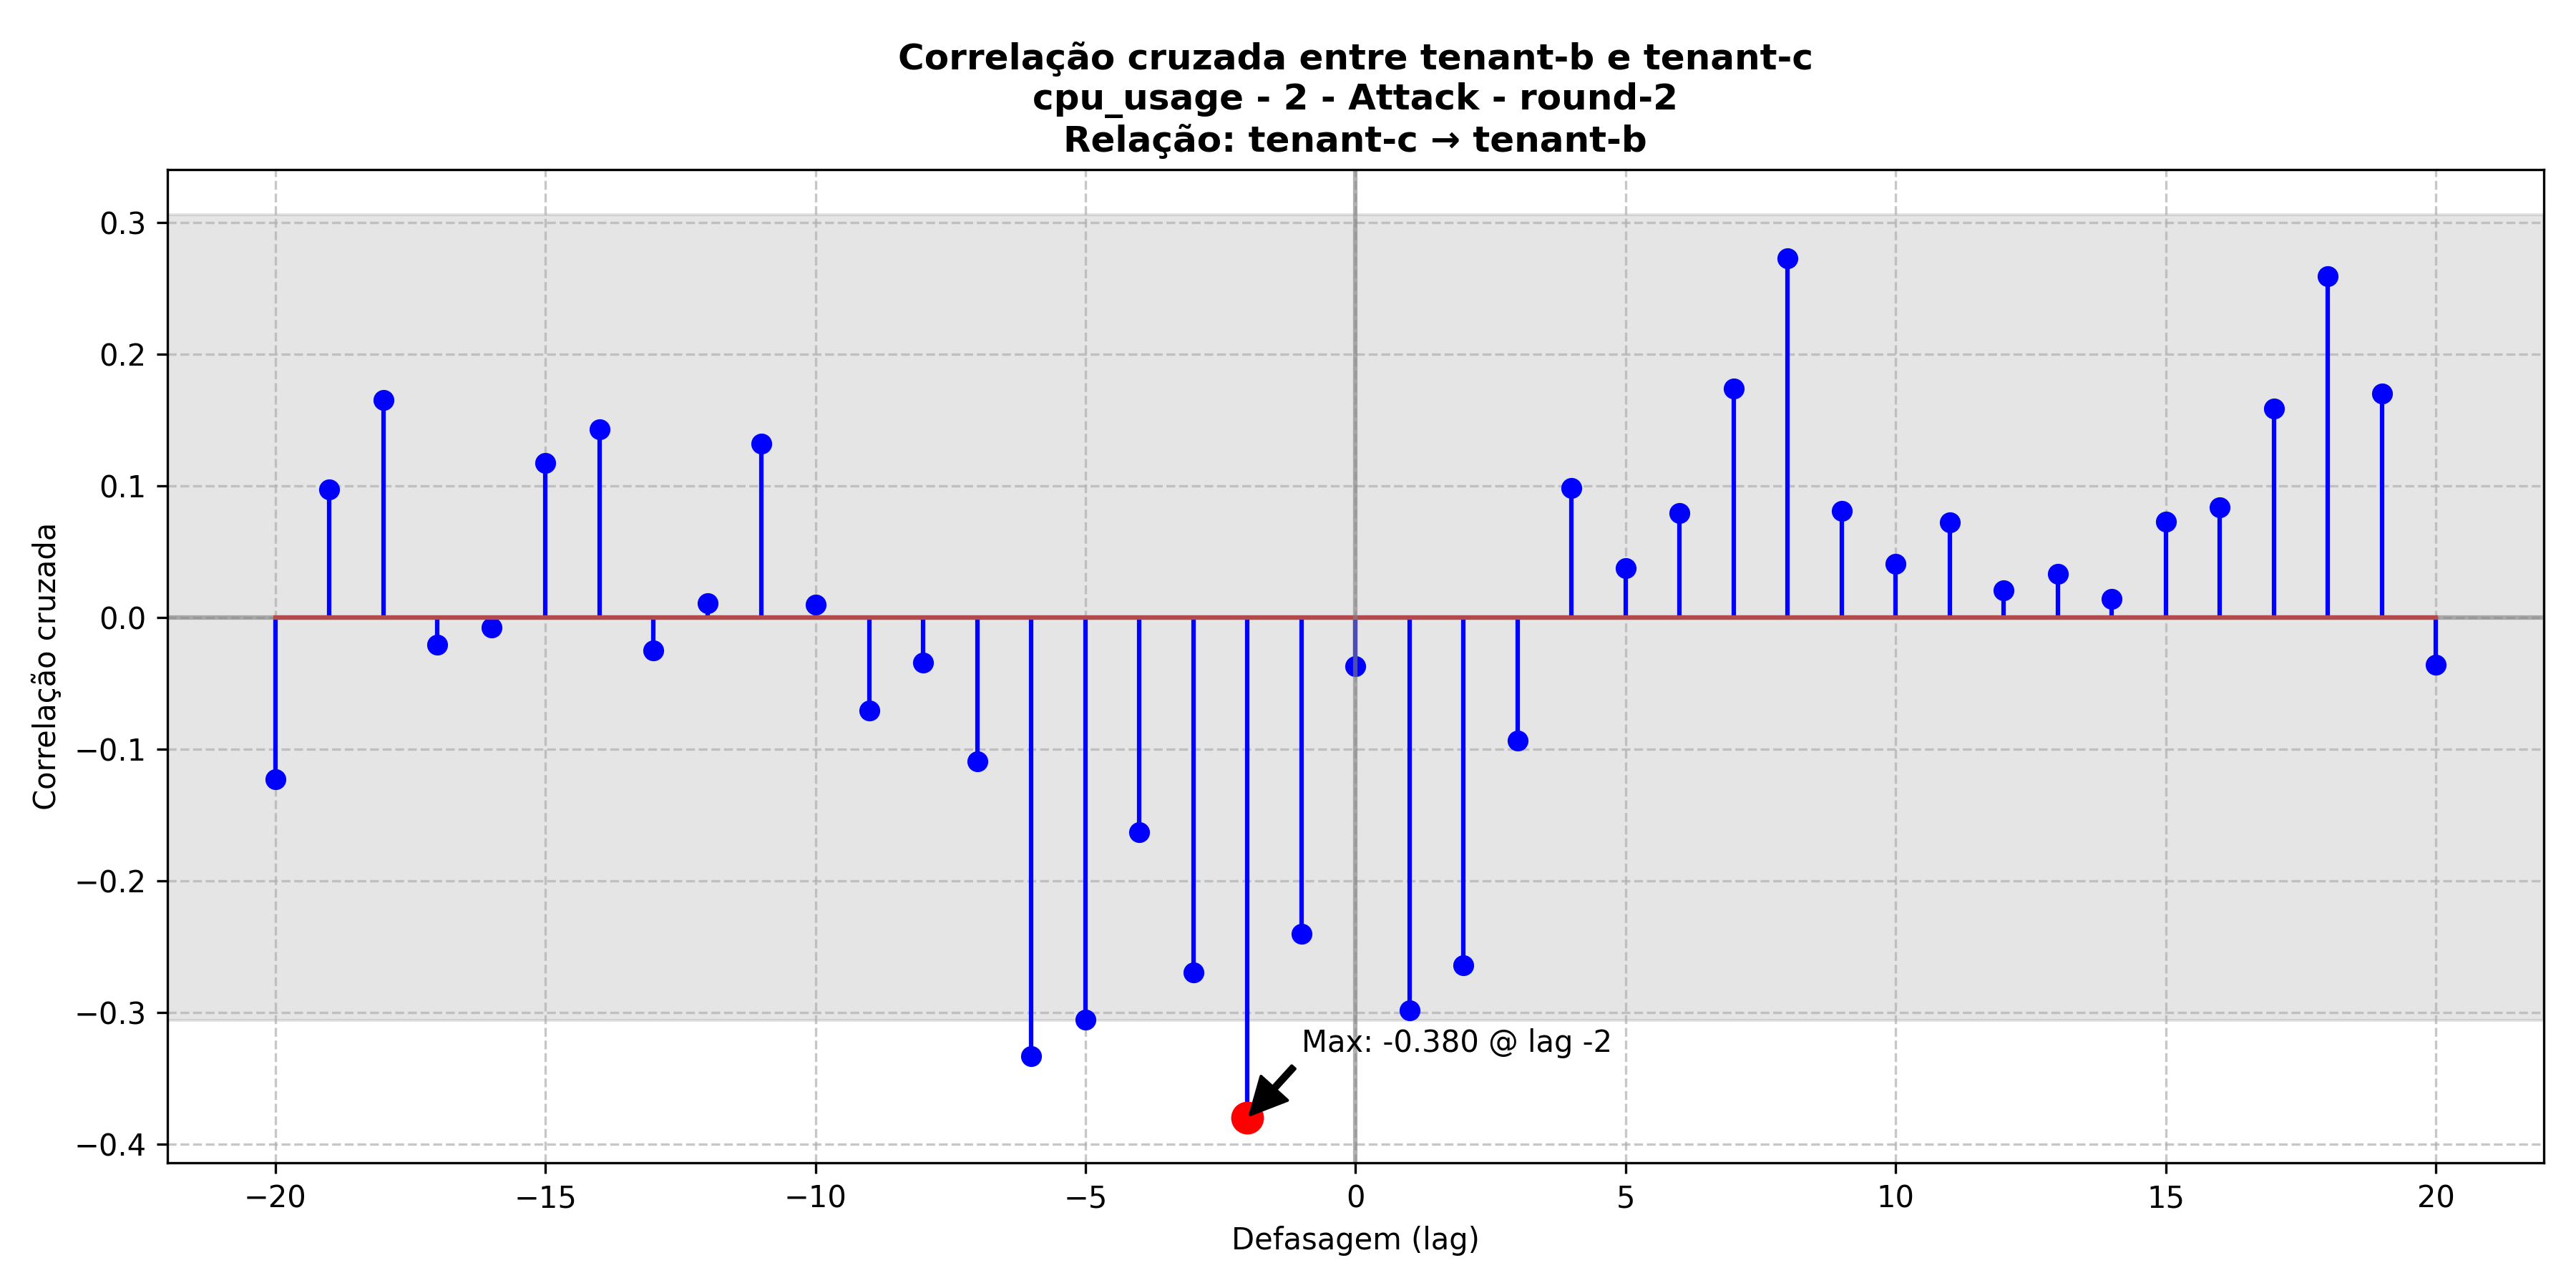 Correlação cruzada entre tenant-b e tenant-c
cpu_usage - 2 - Attack - round-2
Relação: tenant-c → tenant-b
Correlação cruzada
0.3
0.2
0.1
0.0
−0.1
−0.2
−0.3
−0.4
Max: -0.380 @ lag -2
−20
−15
−10
−5
0
5
10
15
20
Defasagem (lag)